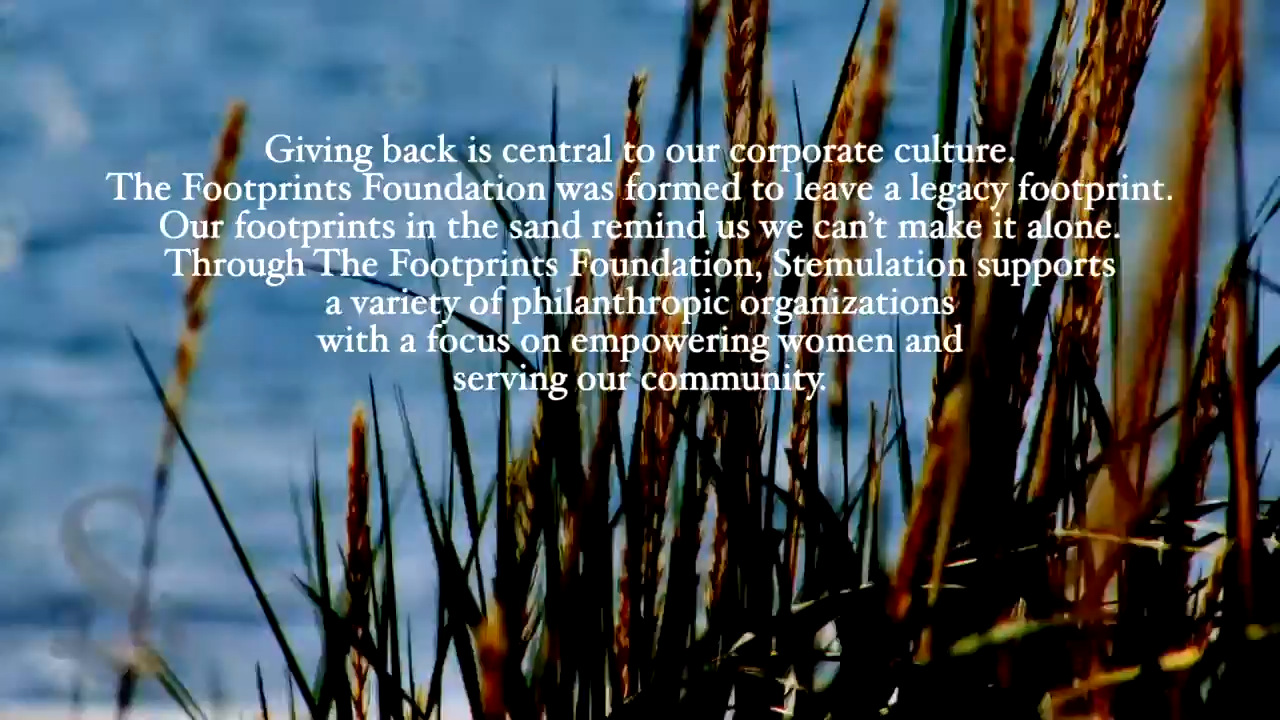 Giving back is central to our corporate culture.
The Footprints Foundation was formed to leave a legacy footprint.
Our footprints in the sand remind us we can’t make it alone.
Through The Footprints Foundation, Stemulation supports
a variety of philanthropic organizations
with a focus on empowering women and
serving our community.